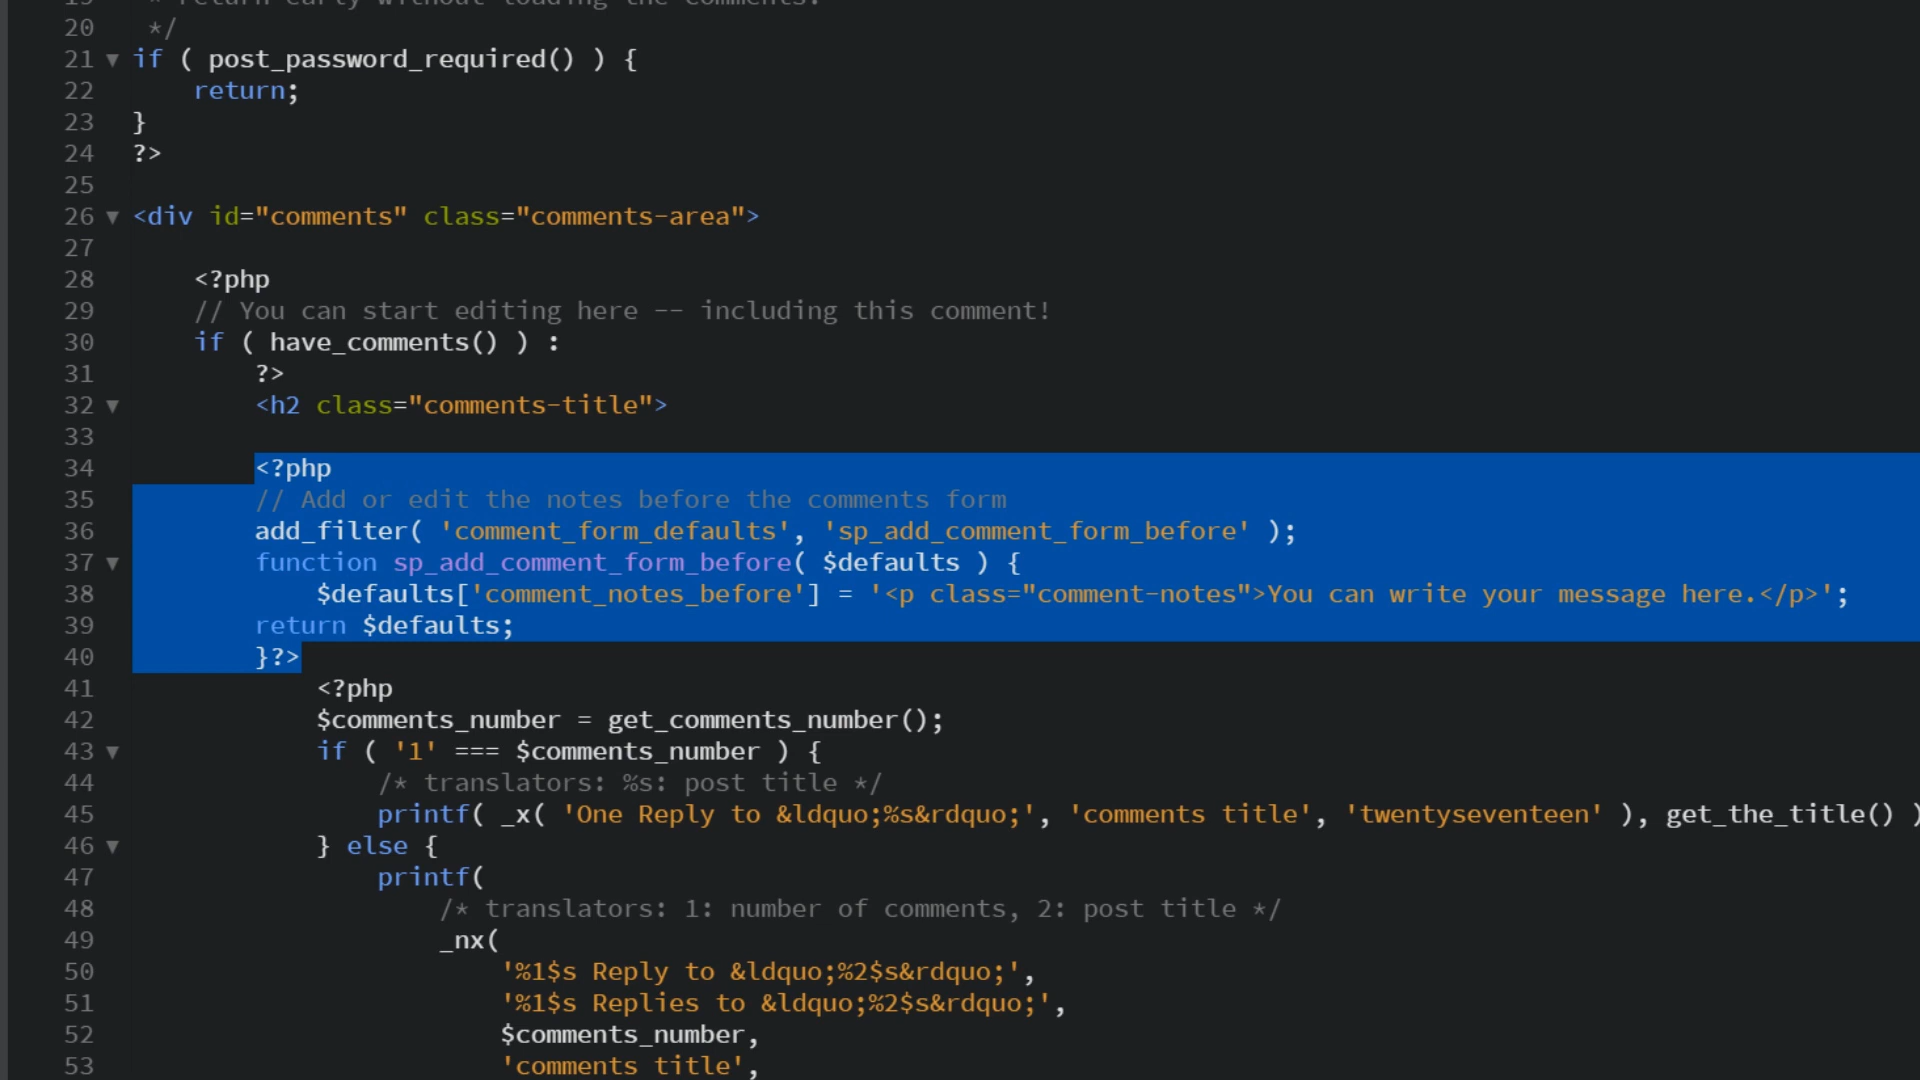 19 * return early without loading the comments.
20 */
21 ▼ if ( post_password_required() ) {
22 return;
23 }
24 ?>
25
26 ▼ <div id="comments" class="comments-area">
27
28 <?php
29 // You can start editing here -- including this comment!
30 if ( have_comments() ) :
31 ?>
32 ▼ <h2 class="comments-title">
33
34 <?php
35 // Add or edit the notes before the comments form
36 add_filter( 'comment_form_defaults', 'sp_add_comment_form_before' );
37 ▼ function sp_add_comment_form_before( $defaults ) {
38 $defaults['comment_notes_before'] = '<p class="comment-notes">You can write your message here.</p>';
39 return $defaults;
40 }?>
41 <?php
42 $comments_number = get_comments_number();
43 ▼ if ( '1' === $comments_number ) {
44 /* translators: %s: post title */
45 printf( _x( 'One Reply to &ldquo;%s&rdquo;', 'comments title', 'twentyseventeen' ), get_the_title() )
46 ▼ } else {
47 printf(
48 /* translators: 1: number of comments, 2: post title */
49 _nx(
50 '%1$s Reply to &ldquo;%2$s&rdquo;',
51 '%1$s Replies to &ldquo;%2$s&rdquo;',
52 $comments_number,
53 'comments title',